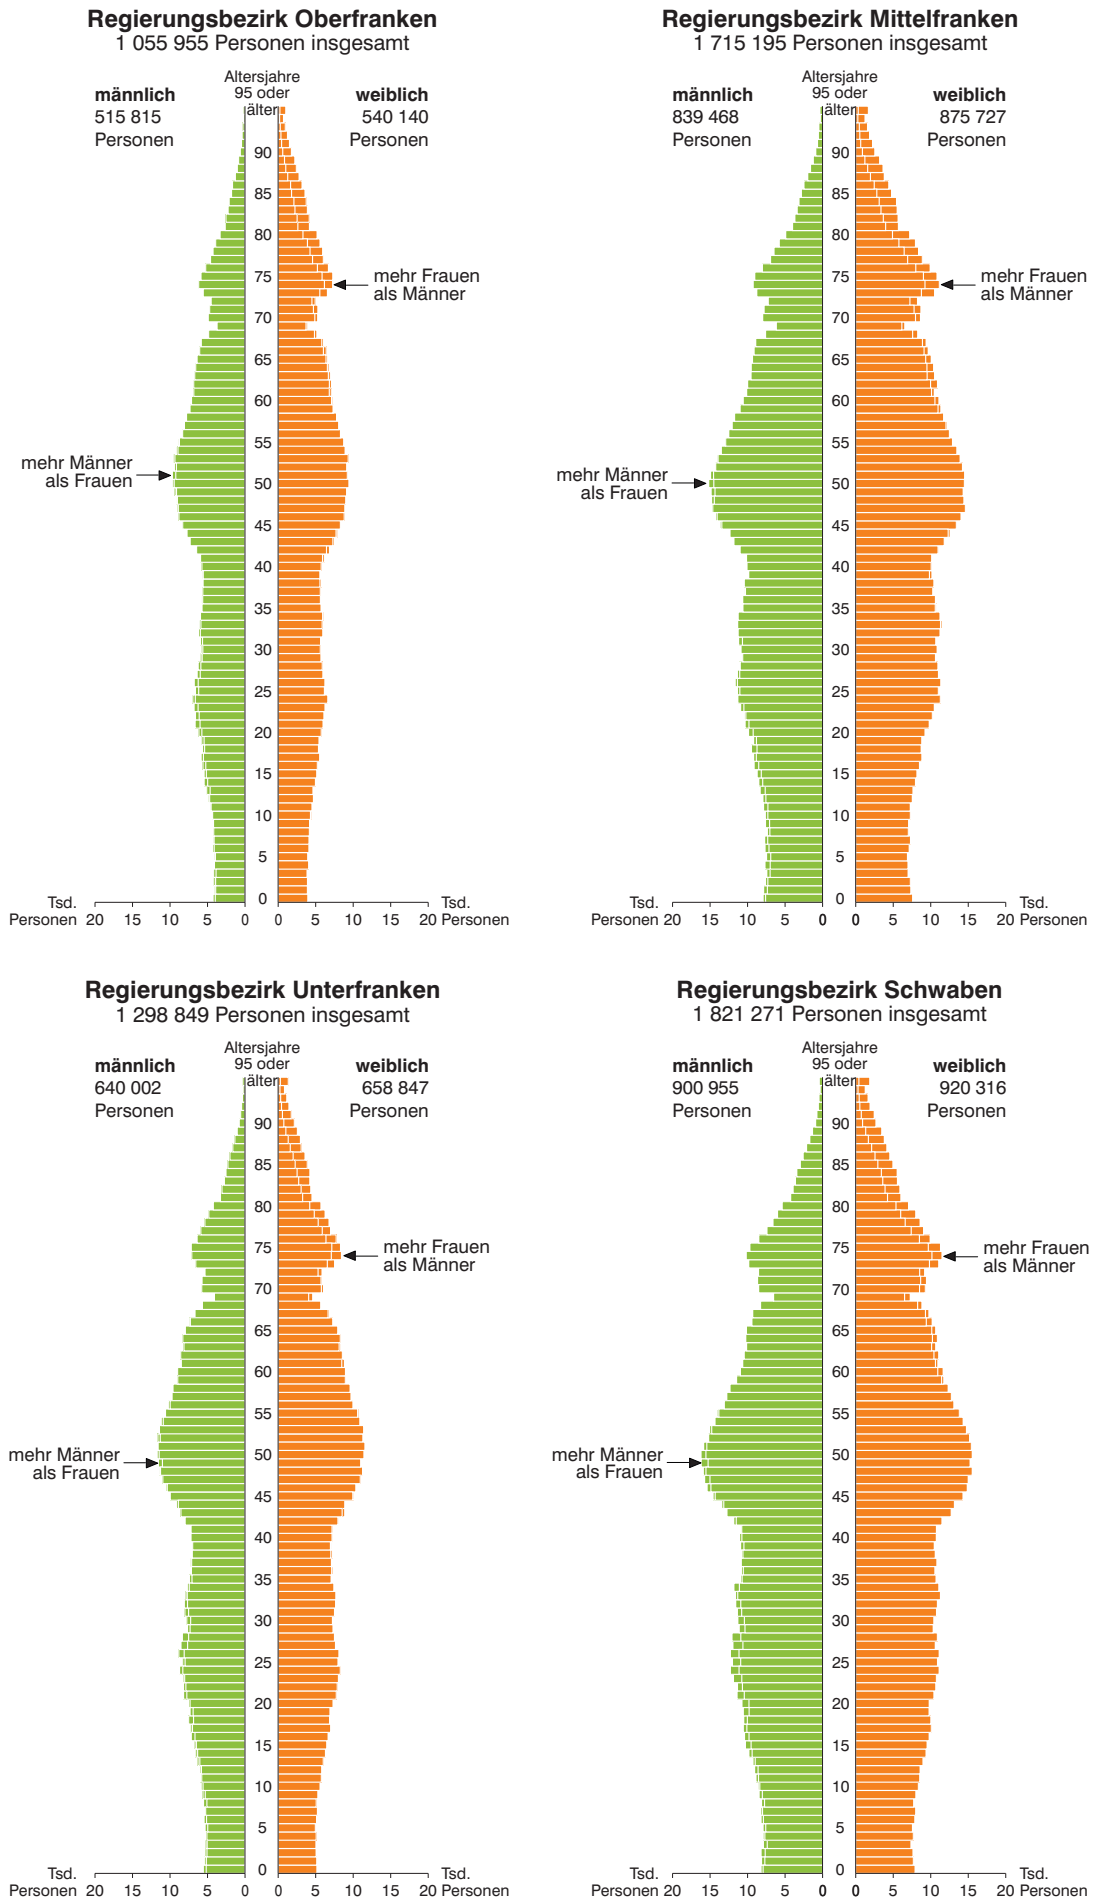 Regierungsbezirk Oberfranken
1 055 955 Personen insgesamt
Altersjahre
95 oder
älter
männlich
515 815
Personen
weiblich
540 140
Personen
90
85
80
75
70
65
60
55
50
45
40
35
30
25
20
15
10
5
0
mehr Frauen
als Männer
mehr Männer
als Frauen
Tsd.
Personen 20 15 10 5 0
0 5 10 15 20 Personen
Tsd.
Regierungsbezirk Mittelfranken
1 715 195 Personen insgesamt
Altersjahre
95 oder
älter
männlich
839 468
Personen
weiblich
875 727
Personen
90
85
80
75
70
65
60
55
50
45
40
35
30
25
20
15
10
5
0
mehr Frauen
als Männer
mehr Männer
als Frauen
Tsd.
Personen 20 15 10 5 0
0 5 10 15 20 Personen
Tsd.
Regierungsbezirk Unterfranken
1 298 849 Personen insgesamt
Altersjahre
95 oder
älter
männlich
640 002
Personen
weiblich
658 847
Personen
90
85
80
75
70
65
60
55
50
45
40
35
30
25
20
15
10
5
0
mehr Frauen
als Männer
mehr Männer
als Frauen
Tsd.
Personen 20 15 10 5 0
0 5 10 15 20 Personen
Tsd.
Regierungsbezirk Schwaben
1 821 271 Personen insgesamt
Altersjahre
95 oder
älter
männlich
900 955
Personen
weiblich
920 316
Personen
90
85
80
75
70
65
60
55
50
45
40
35
30
25
20
15
10
5
0
mehr Frauen
als Männer
mehr Männer
als Frauen
Tsd.
Personen 20 15 10 5 0
0 5 10 15 20 Personen
Tsd.